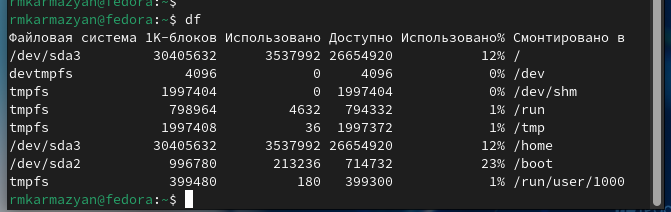 rmkarmazyan@fedora:~$
rmkarmazyan@fedora:~$ df
Файловая система 1K-блоков Использовано Доступно Использовано% Смонтировано в
/dev/sda3 30405632 3537992 26654920 12% /
devtmpfs 4096 0 4096 0% /dev
tmpfs 1997404 0 1997404 0% /dev/shm
tmpfs 798964 4632 794332 1% /run
tmpfs 1997408 36 1997372 1% /tmp
/dev/sda3 30405632 3537992 26654920 12% /home
/dev/sda2 996780 213236 714732 23% /boot
tmpfs 399480 180 399300 1% /run/user/1000
rmkarmazyan@fedora:~$